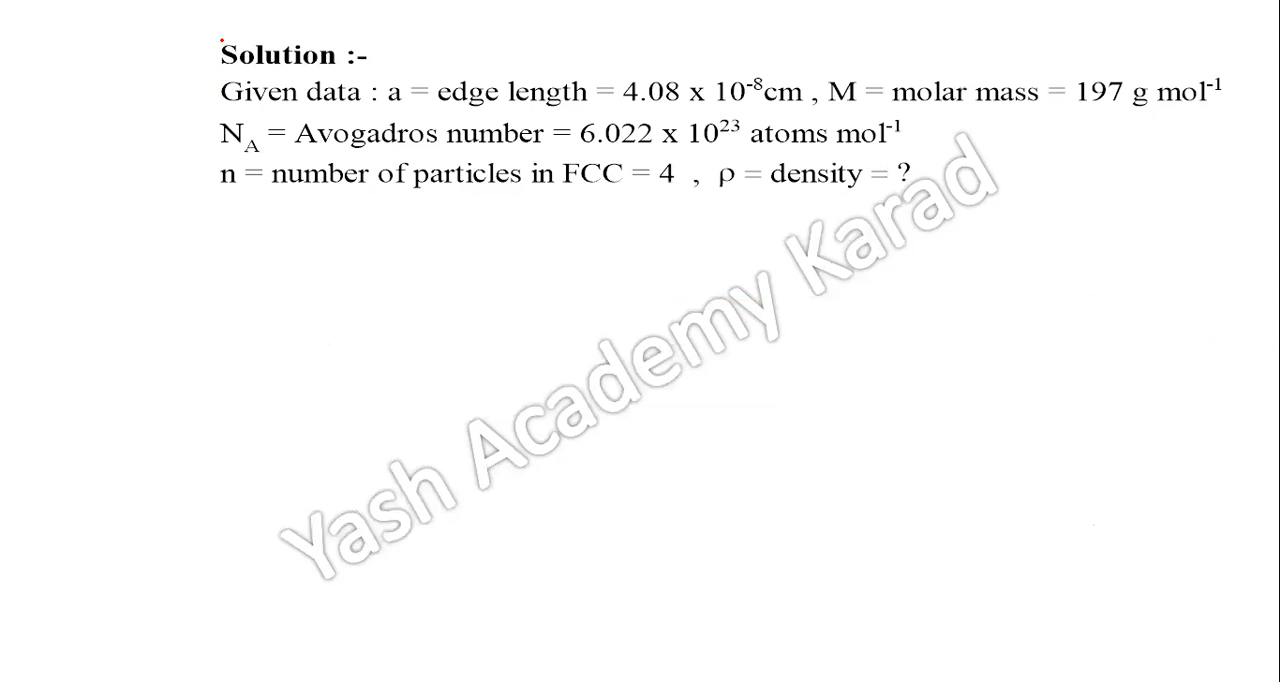 Solution :-
Given data : a = edge length = 4.08 x 10⁻⁸cm , M = molar mass = 197 g mol⁻¹
N_A = Avogadros number = 6.022 x 10²³ atoms mol⁻¹
n = number of particles in FCC = 4 , ρ = density = ?
Yash Academy Karad